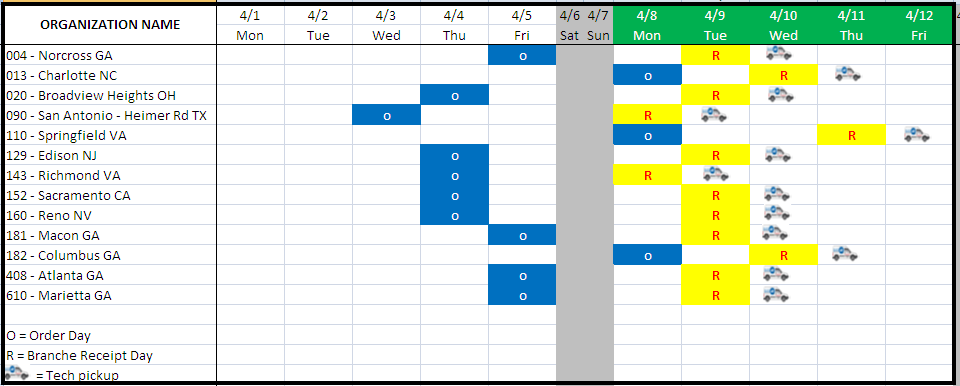 ORGANIZATION NAME 4/1 4/2 4/3 4/4 4/5 4/6 4/7 4/8 4/9 4/10 4/11 4/12
Mon Tue Wed Thu Fri Sat Sun Mon Tue Wed Thu Fri
004 - Norcross GA o R
013 - Charlotte NC o R
020 - Broadview Heights OH o R
090 - San Antonio - Heimer Rd TX o R
110 - Springfield VA o R
129 - Edison NJ o R
143 - Richmond VA o R
152 - Sacramento CA o R
160 - Reno NV o R
181 - Macon GA o R
182 - Columbus GA o R
408 - Atlanta GA o R
610 - Marietta GA o R
O = Order Day
R = Branche Receipt Day
= Tech pickup